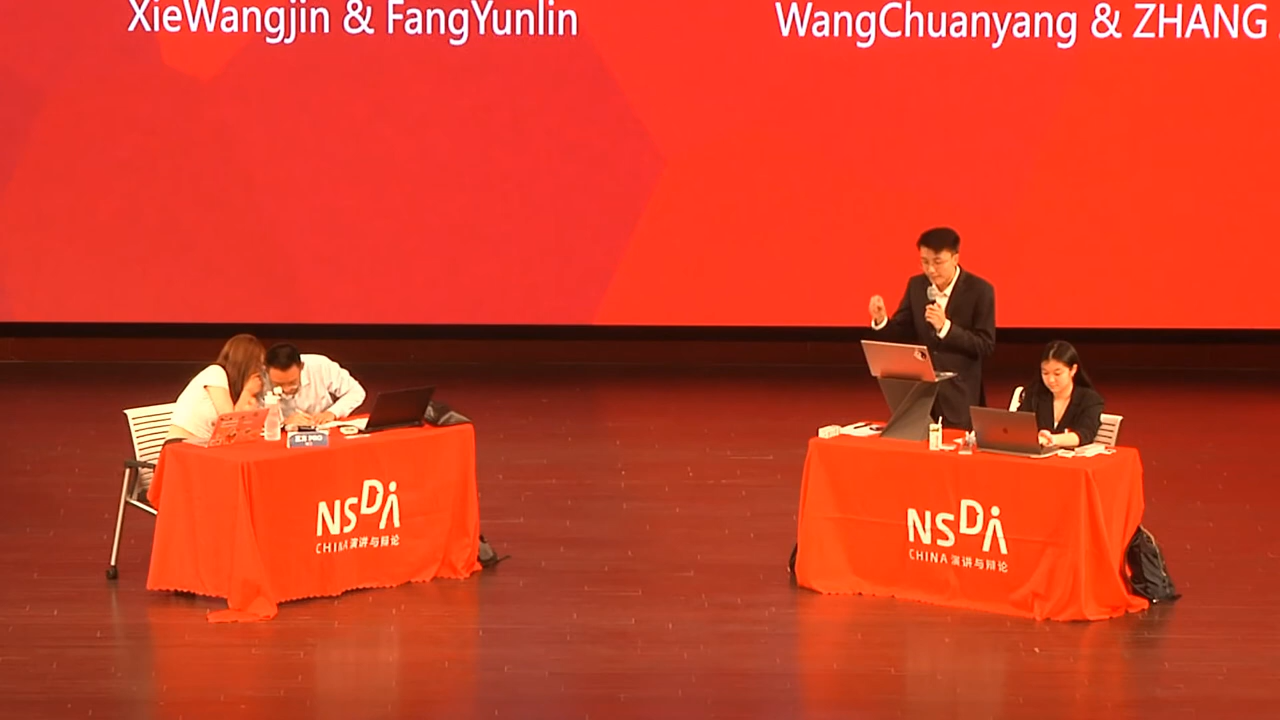 XieWangjin & FangYunlin
WangChuanyang & ZHANG
NSDA
CHINA 演讲与辩论
NSDA
CHINA 演讲与辩论